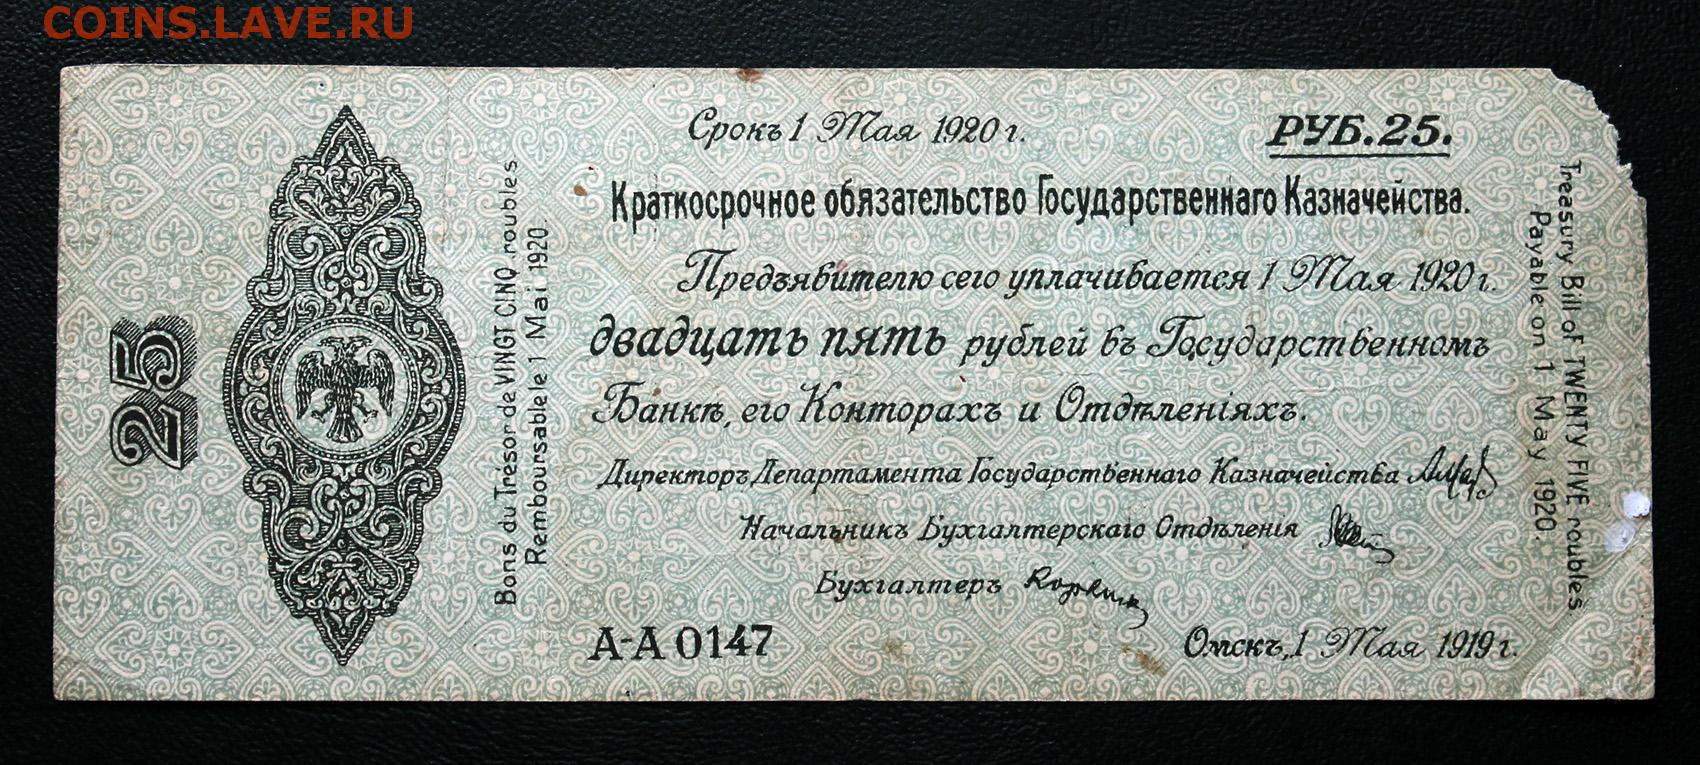 COINS.LAVE.RU
Срокъ 1 Мая 1920 г.
РУБ.25.
Краткосрочное обязательство Государственнаго Казначейства.
Предъявителю сего уплачивается 1 Мая 1920 г.
двадцать пять рублей въ Государственномъ
Банкѣ, его Конторахъ и Отдѣленіяхъ.
Директоръ Департамента Государственнаго Казначейства
Начальникъ Бухгалтерскаго Отдѣленія
Бухгалтеръ
А-А 0147
Омскъ, 1 Мая 1919 г.
25
Bons du Trésor de VINGT CINQ roubles
Remboursable 1 Mai 1920.
Treesury Bill of TWENTY FIVE roubles
Payable on 1 May 1920.